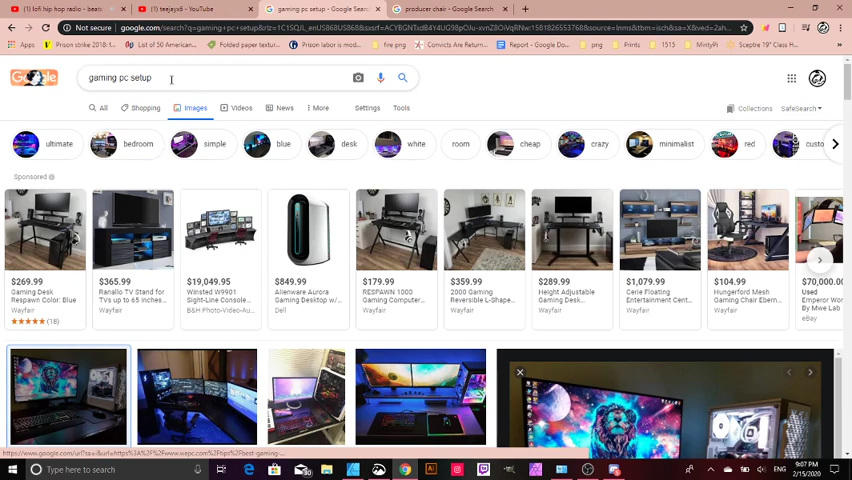 lofi hip hop radio - beats
teejayx6 - YouTube
gaming pc setup - Google Search
producer chair - Google Search
Not secure
google.com/search?q=gaming+pc+setup&rlz=1C1SQJL_enUS868US868&sxsrf=
Apps
Prison strike 2018:
List of 50 American...
Folded paper textur...
Prison labor is mod...
fire png
Convicts Are Return...
Report - Google Do...
png
Prints
1501
MintyPi
Sceptre 19" Class H...
gaming pc setup
All
Shopping
Images
Videos
News
More
Settings
Tools
Collections
SafeSearch
ultimate
bedroom
simple
blue
desk
white
room
cheap
crazy
minimalist
red
custo
Sponsored
$269.99
Gaming Desk
Respawn Color: Blue
Wayfair
(18)
$365.99
Ranallo TV Stand for
TVs up to 65 inches...
Wayfair
$19,049.95
Winsted W9901
Sight-Line Console...
B&H Photo-Video-Au...
$849.99
Alienware Aurora
Gaming Desktop w/...
Dell
$179.99
RESPAWN 1000
Gaming Computer...
Wayfair
$359.99
2000 Gaming
Reversible L-Shape...
Wayfair
$289.99
Height Adjustable
Gaming Desk...
Wayfair
$1,079.99
Cerie Floating
Entertainment Cent...
Wayfair
$104.99
Hungerford Mesh
Gaming Chair Ebern...
Wayfair
$70,000.0
Used
Emperor Wor
By Mwe Lab
eBay
Type here to search
9:07 PM
2/15/2020